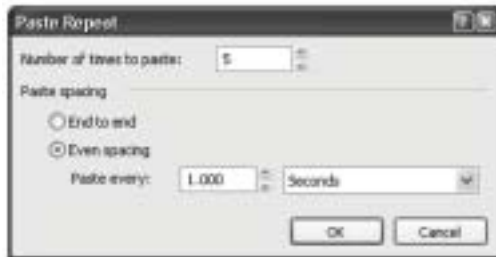 Paste Repeat
Number of times to paste: 5
Paste spacing
End to end
Even spacing
Paste every: 1.000 Seconds
OK Cancel